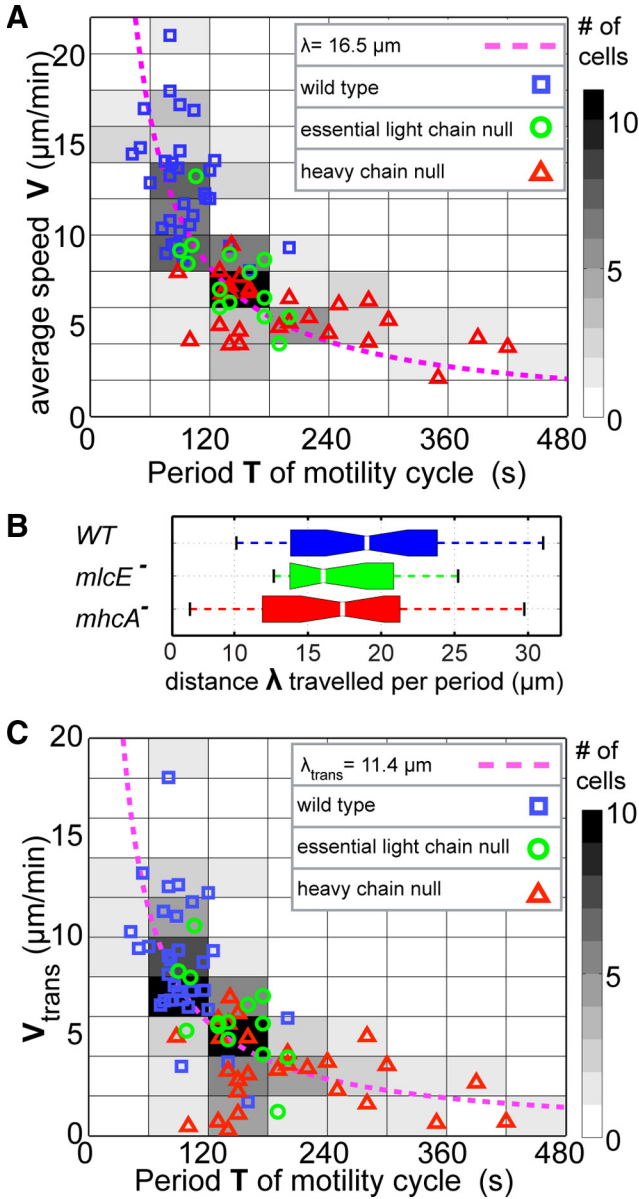 A
# of cells
average speed V (μm/min)
20
15
10
5
0
λ= 16.5 μm
wild type
essential light chain null
heavy chain null
10
5
0
0 120 240 360 480
Period T of motility cycle (s)
B
WT
mlcE -
mhcA -
0 10 15 20 25 30
distance λ travelled per period (μm)
C
# of cells
Vtrans (μm/min)
20
15
10
5
0
λtrans= 11.4 μm
wild type
essential light chain null
heavy chain null
10
5
0
0 120 240 360 480
Period T of motility cycle (s)